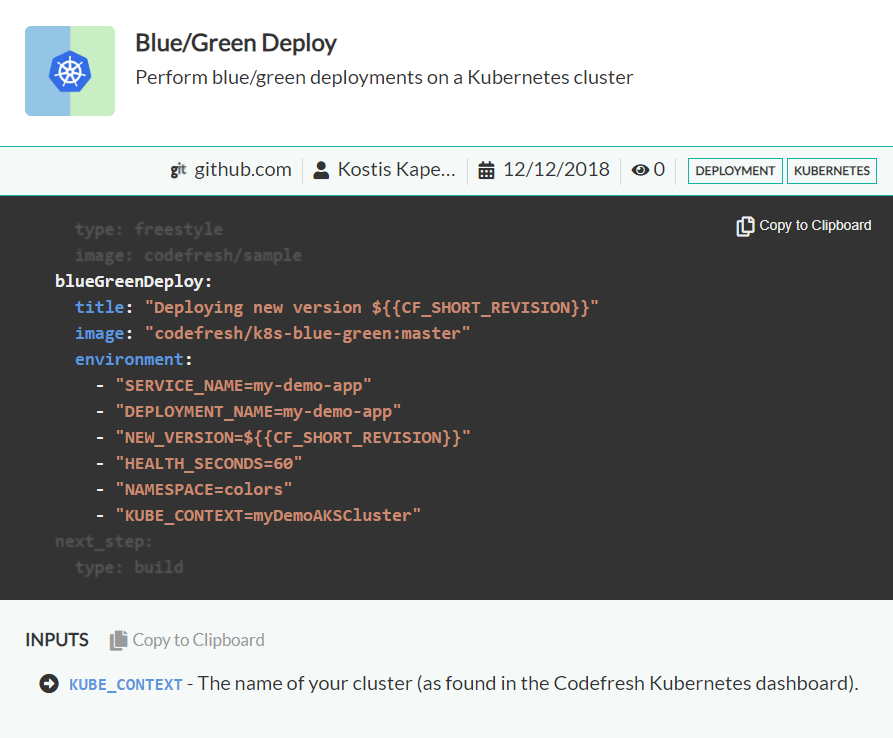 Blue/Green Deploy
Perform blue/green deployments on a Kubernetes cluster
git github.com Kostis Kape... 12/12/2018 0 DEPLOYMENT KUBERNETES
Copy to Clipboard
type: freestyle
image: codefresh/sample
blueGreenDeploy:
title: "Deploying new version ${{CF_SHORT_REVISION}}"
image: "codefresh/k8s-blue-green:master"
environment:
- "SERVICE_NAME=my-demo-app"
- "DEPLOYMENT_NAME=my-demo-app"
- "NEW_VERSION=${{CF_SHORT_REVISION}}"
- "HEALTH_SECONDS=60"
- "NAMESPACE=colors"
- "KUBE_CONTEXT=myDemoAKSCluster"
next_step:
type: build
INPUTS Copy to Clipboard
KUBE_CONTEXT - The name of your cluster (as found in the Codefresh Kubernetes dashboard).